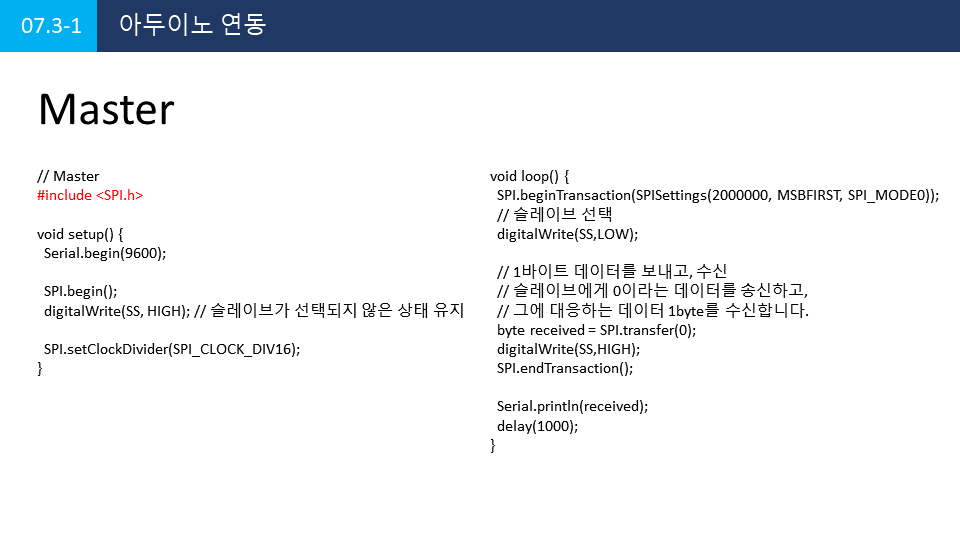 07.3-1 아두이노 연동
Master
// Master
#include <SPI.h>
void setup() {
Serial.begin(9600);
SPI.begin();
digitalWrite(SS, HIGH); // 슬레이브가 선택되지 않은 상태 유지
SPI.setClockDivider(SPI_CLOCK_DIV16);
}
void loop() {
SPI.beginTransaction(SPISettings(2000000, MSBFIRST, SPI_MODE0));
// 슬레이브 선택
digitalWrite(SS,LOW);
// 1바이트 데이터를 보내고, 수신
// 슬레이브에게 0이라는 데이터를 송신하고,
// 그에 대응하는 데이터 1byte를 수신합니다.
byte received = SPI.transfer(0);
digitalWrite(SS,HIGH);
SPI.endTransaction();
Serial.println(received);
delay(1000);
}